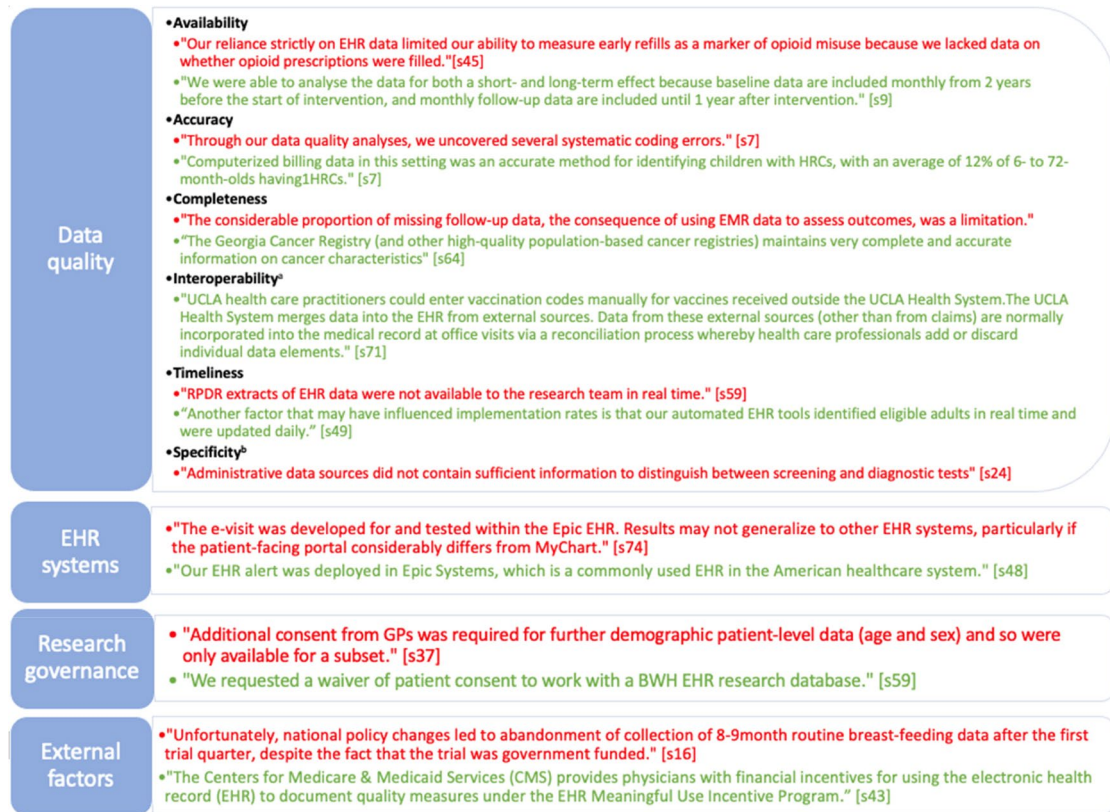 Data
quality
•Availability
•"Our reliance strictly on EHR data limited our ability to measure early refills as a marker of opioid misuse because we lacked data on
whether opioid prescriptions were filled."[s45]
•"We were able to analyse the data for both a short- and long-term effect because baseline data are included monthly from 2 years
before the start of intervention, and monthly follow-up data are included until 1 year after intervention." [s9]
•Accuracy
•"Through our data quality analyses, we uncovered several systematic coding errors." [s7]
•"Computerized billing data in this setting was an accurate method for identifying children with HRCs, with an average of 12% of 6- to 72-
month-olds having1HRCs." [s7]
•Completeness
•"The considerable proportion of missing follow-up data, the consequence of using EMR data to assess outcomes, was a limitation."
•“The Georgia Cancer Registry (and other high-quality population-based cancer registries) maintains very complete and accurate
information on cancer characteristics" [s64]
•Interoperabilityᵃ
•"UCLA health care practitioners could enter vaccination codes manually for vaccines received outside the UCLA Health System.The UCLA
Health System merges data into the EHR from external sources. Data from these external sources (other than from claims) are normally
incorporated into the medical record at office visits via a reconciliation process whereby health care professionals add or discard
individual data elements." [s71]
•Timeliness
•"RPDR extracts of EHR data were not available to the research team in real time." [s59]
•“Another factor that may have influenced implementation rates is that our automated EHR tools identified eligible adults in real time and
were updated daily.” [s49]
•Specificityᵇ
•"Administrative data sources did not contain sufficient information to distinguish between screening and diagnostic tests" [s24]
EHR
systems
•"The e-visit was developed for and tested within the Epic EHR. Results may not generalize to other EHR systems, particularly if
the patient-facing portal considerably differs from MyChart." [s74]
•"Our EHR alert was deployed in Epic Systems, which is a commonly used EHR in the American healthcare system." [s48]
Research
governance
• "Additional consent from GPs was required for further demographic patient-level data (age and sex) and so were
only available for a subset." [s37]
• "We requested a waiver of patient consent to work with a BWH EHR research database." [s59]
External
factors
•"Unfortunately, national policy changes led to abandonment of collection of 8-9month routine breast-feeding data after the first
trial quarter, despite the fact that the trial was government funded." [s16]
•"The Centers for Medicare & Medicaid Services (CMS) provides physicians with financial incentives for using the electronic health
record (EHR) to document quality measures under the EHR Meaningful Use Incentive Program.” [s43]